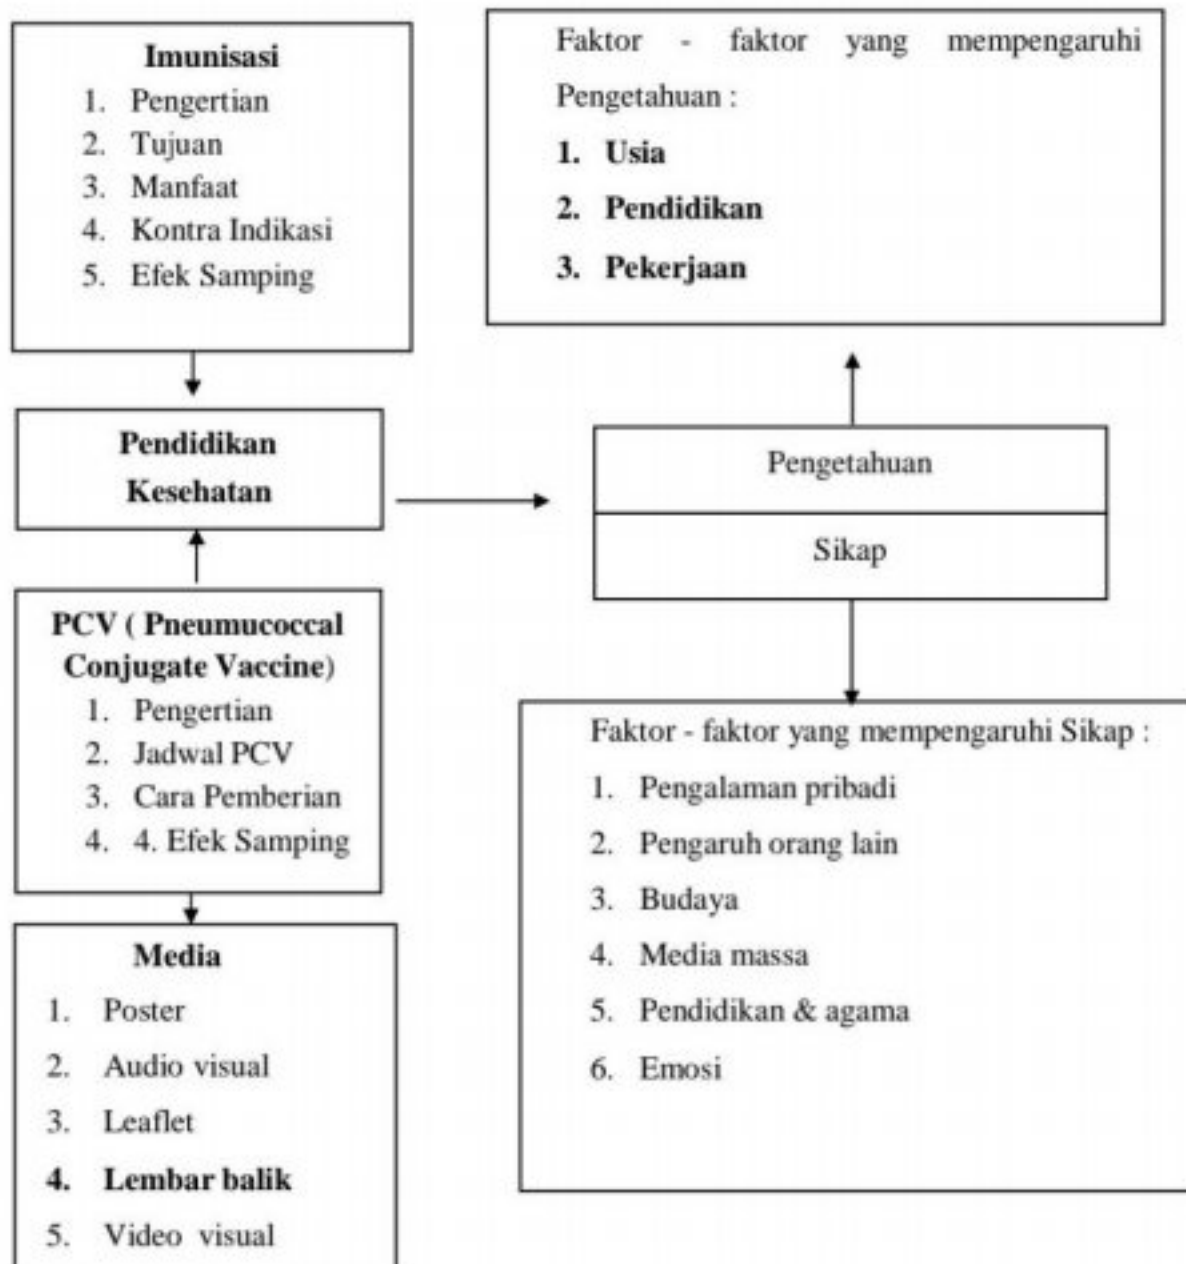 Imunisasi
1. Pengertian
2. Tujuan
3. Manfaat
4. Kontra Indikasi
5. Efek Samping
Faktor - faktor yang mempengaruhi
Pengetahuan :
1. Usia
2. Pendidikan
3. Pekerjaan
Pendidikan
Kesehatan
Pengetahuan
Sikap
PCV ( Pneumucoccal
Conjugate Vaccine)
1. Pengertian
2. Jadwal PCV
3. Cara Pemberian
4. 4. Efek Samping
Faktor - faktor yang mempengaruhi Sikap :
1. Pengalaman pribadi
2. Pengaruh orang lain
3. Budaya
4. Media massa
5. Pendidikan & agama
6. Emosi
Media
1. Poster
2. Audio visual
3. Leaflet
4. Lembar balik
5. Video visual